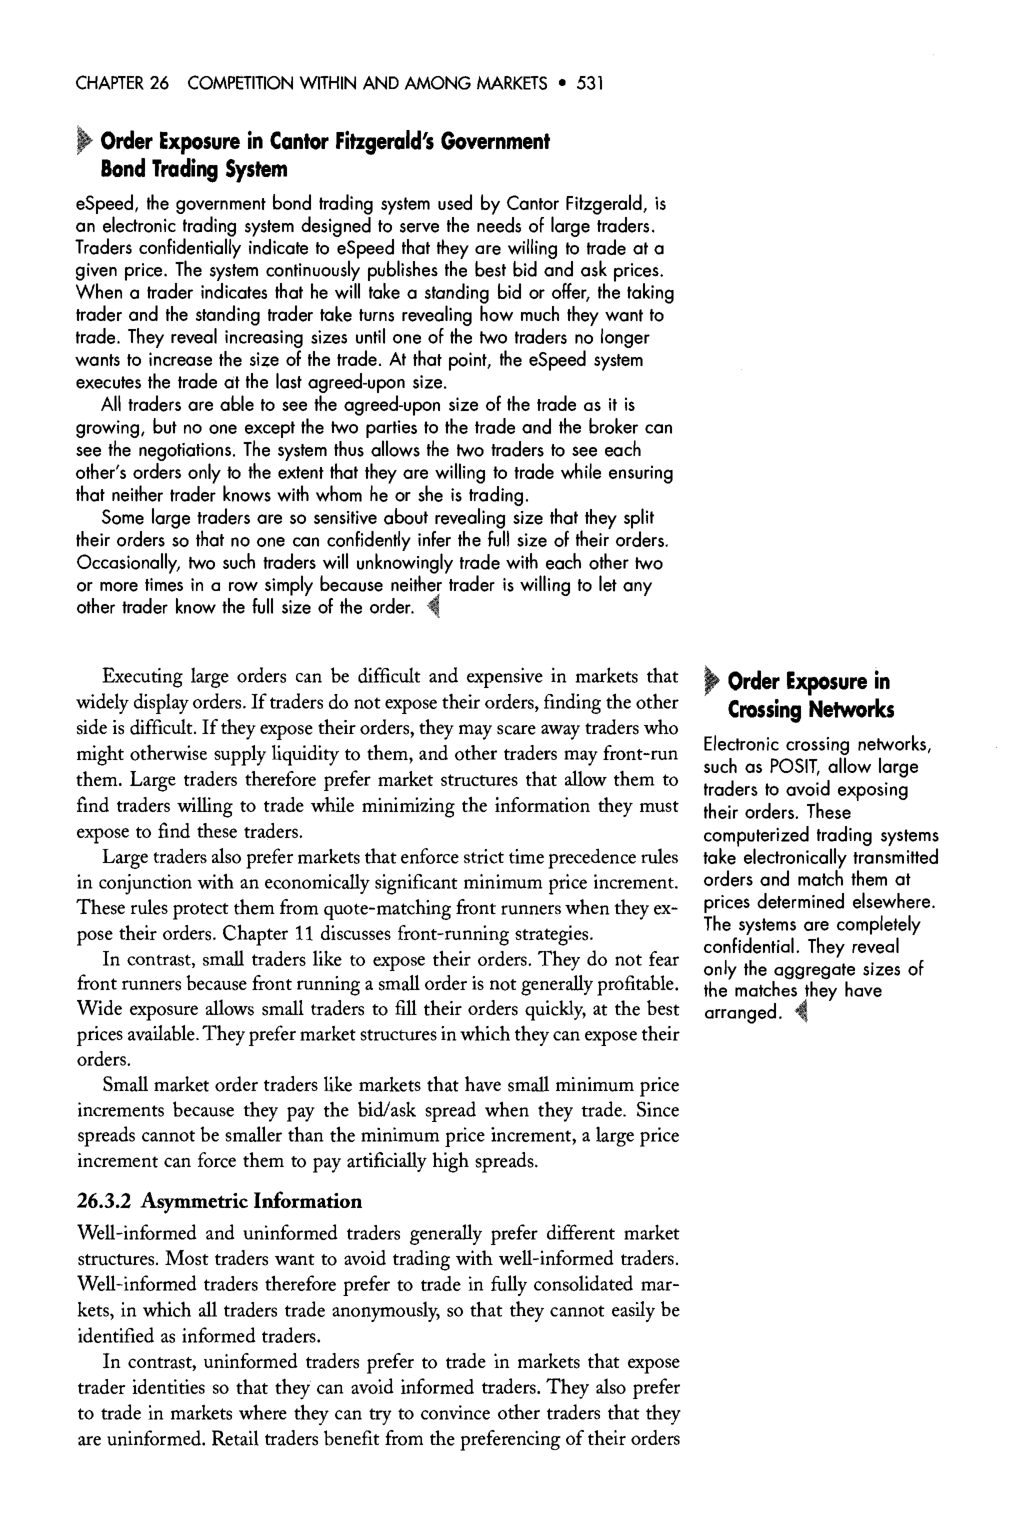 CHAPTER 26 COMPETITION WITHIN AND AMONG MARKETS • 531
Order Exposure in Cantor Fitzgerald's Government
Bond Trading System
eSpeed, the government bond trading system used by Cantor Fitzgerald, is
an electronic trading system designed to serve the needs of large traders.
Traders confidentially indicate to eSpeed that they are willing to trade at a
given price. The system continuously publishes the best bid and ask prices.
When a trader indicates that he will take a standing bid or offer, the taking
trader and the standing trader take turns revealing how much they want to
trade. They reveal increasing sizes until one of the two traders no longer
wants to increase the size of the trade. At that point, the eSpeed system
executes the trade at the last agreed-upon size.
All traders are able to see the agreed-upon size of the trade as it is
growing, but no one except the two parties to the trade and the broker can
see the negotiations. The system thus allows the two traders to see each
other's orders only to the extent that they are willing to trade while ensuring
that neither trader knows with whom he or she is trading.
Some large traders are so sensitive about revealing size that they split
their orders so that no one can confidently infer the full size of their orders.
Occasionally, two such traders will unknowingly trade with each other two
or more times in a row simply because neither trader is willing to let any
other trader know the full size of the order.
Executing large orders can be difficult and expensive in markets that
widely display orders. If traders do not expose their orders, finding the other
side is difficult. If they expose their orders, they may scare away traders who
might otherwise supply liquidity to them, and other traders may front-run
them. Large traders therefore prefer market structures that allow them to
find traders willing to trade while minimizing the information they must
expose to find these traders.
Large traders also prefer markets that enforce strict time precedence rules
in conjunction with an economically significant minimum price increment.
These rules protect them from quote-matching front runners when they ex-
pose their orders. Chapter 11 discusses front-running strategies.
In contrast, small traders like to expose their orders. They do not fear
front runners because front running a small order is not generally profitable.
Wide exposure allows small traders to fill their orders quickly, at the best
prices available. They prefer market structures in which they can expose their
orders.
Small market order traders like markets that have small minimum price
increments because they pay the bid/ask spread when they trade. Since
spreads cannot be smaller than the minimum price increment, a large price
increment can force them to pay artificially high spreads.
26.3.2 Asymmetric Information
Well-informed and uninformed traders generally prefer different market
structures. Most traders want to avoid trading with well-informed traders.
Well-informed traders therefore prefer to trade in fully consolidated mar-
kets, in which all traders trade anonymously, so that they cannot easily be
identified as informed traders.
In contrast, uninformed traders prefer to trade in markets that expose
trader identities so that they can avoid informed traders. They also prefer
to trade in markets where they can try to convince other traders that they
are uninformed. Retail traders benefit from the preferencing of their orders
Order Exposure in
Crossing Networks
Electronic crossing networks,
such as POSIT, allow large
traders to avoid exposing
their orders. These
computerized trading systems
take electronically transmitted
orders and match them at
prices determined elsewhere.
The systems are completely
confidential. They reveal
only the aggregate sizes of
the matches they have
arranged.